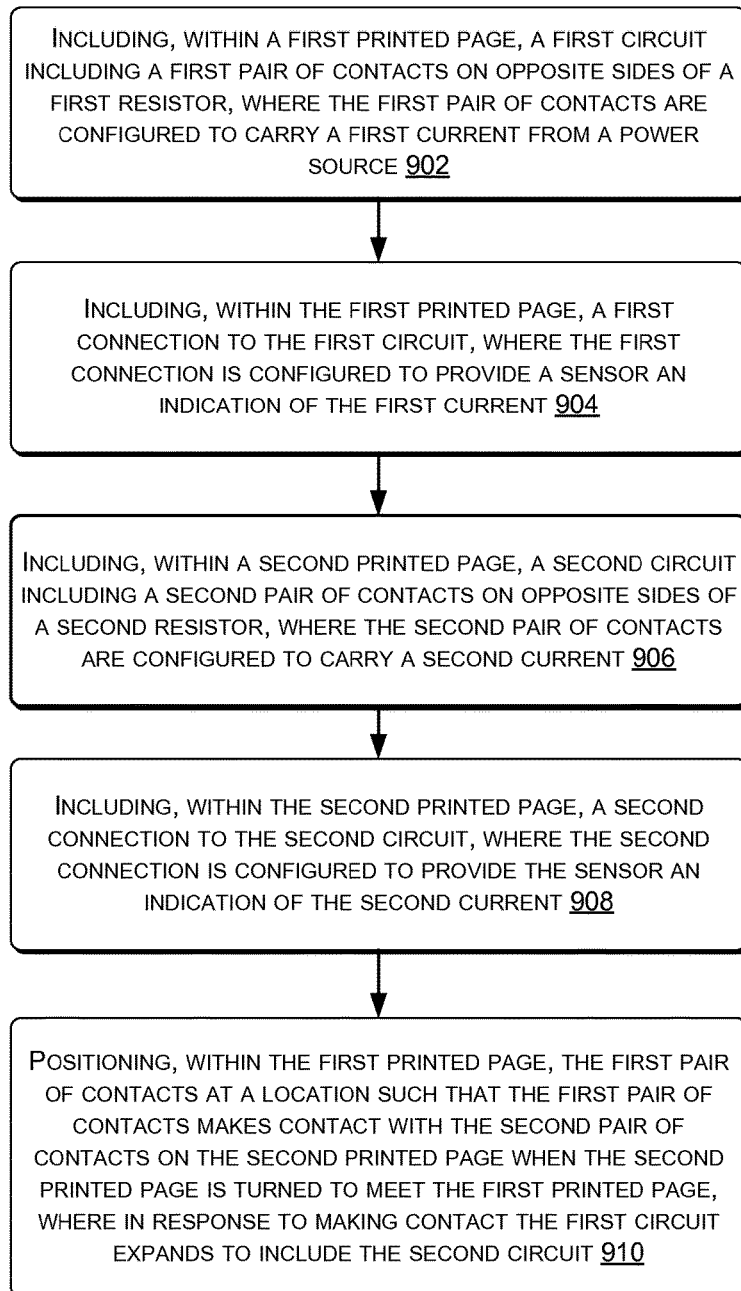 INCLUDING, WITHIN A FIRST PRINTED PAGE, A FIRST CIRCUIT
INCLUDING A FIRST PAIR OF CONTACTS ON OPPOSITE SIDES OF A
FIRST RESISTOR, WHERE THE FIRST PAIR OF CONTACTS ARE
CONFIGURED TO CARRY A FIRST CURRENT FROM A POWER
SOURCE 902
INCLUDING, WITHIN THE FIRST PRINTED PAGE, A FIRST
CONNECTION TO THE FIRST CIRCUIT, WHERE THE FIRST
CONNECTION IS CONFIGURED TO PROVIDE A SENSOR AN
INDICATION OF THE FIRST CURRENT 904
INCLUDING, WITHIN A SECOND PRINTED PAGE, A SECOND CIRCUIT
INCLUDING A SECOND PAIR OF CONTACTS ON OPPOSITE SIDES OF
A SECOND RESISTOR, WHERE THE SECOND PAIR OF CONTACTS
ARE CONFIGURED TO CARRY A SECOND CURRENT 906
INCLUDING, WITHIN THE SECOND PRINTED PAGE, A SECOND
CONNECTION TO THE SECOND CIRCUIT, WHERE THE SECOND
CONNECTION IS CONFIGURED TO PROVIDE THE SENSOR AN
INDICATION OF THE SECOND CURRENT 908
POSITIONING, WITHIN THE FIRST PRINTED PAGE, THE FIRST PAIR
OF CONTACTS AT A LOCATION SUCH THAT THE FIRST PAIR OF
CONTACTS MAKES CONTACT WITH THE SECOND PAIR OF
CONTACTS ON THE SECOND PRINTED PAGE WHEN THE SECOND
PRINTED PAGE IS TURNED TO MEET THE FIRST PRINTED PAGE,
WHERE IN RESPONSE TO MAKING CONTACT THE FIRST CIRCUIT
EXPANDS TO INCLUDE THE SECOND CIRCUIT 910